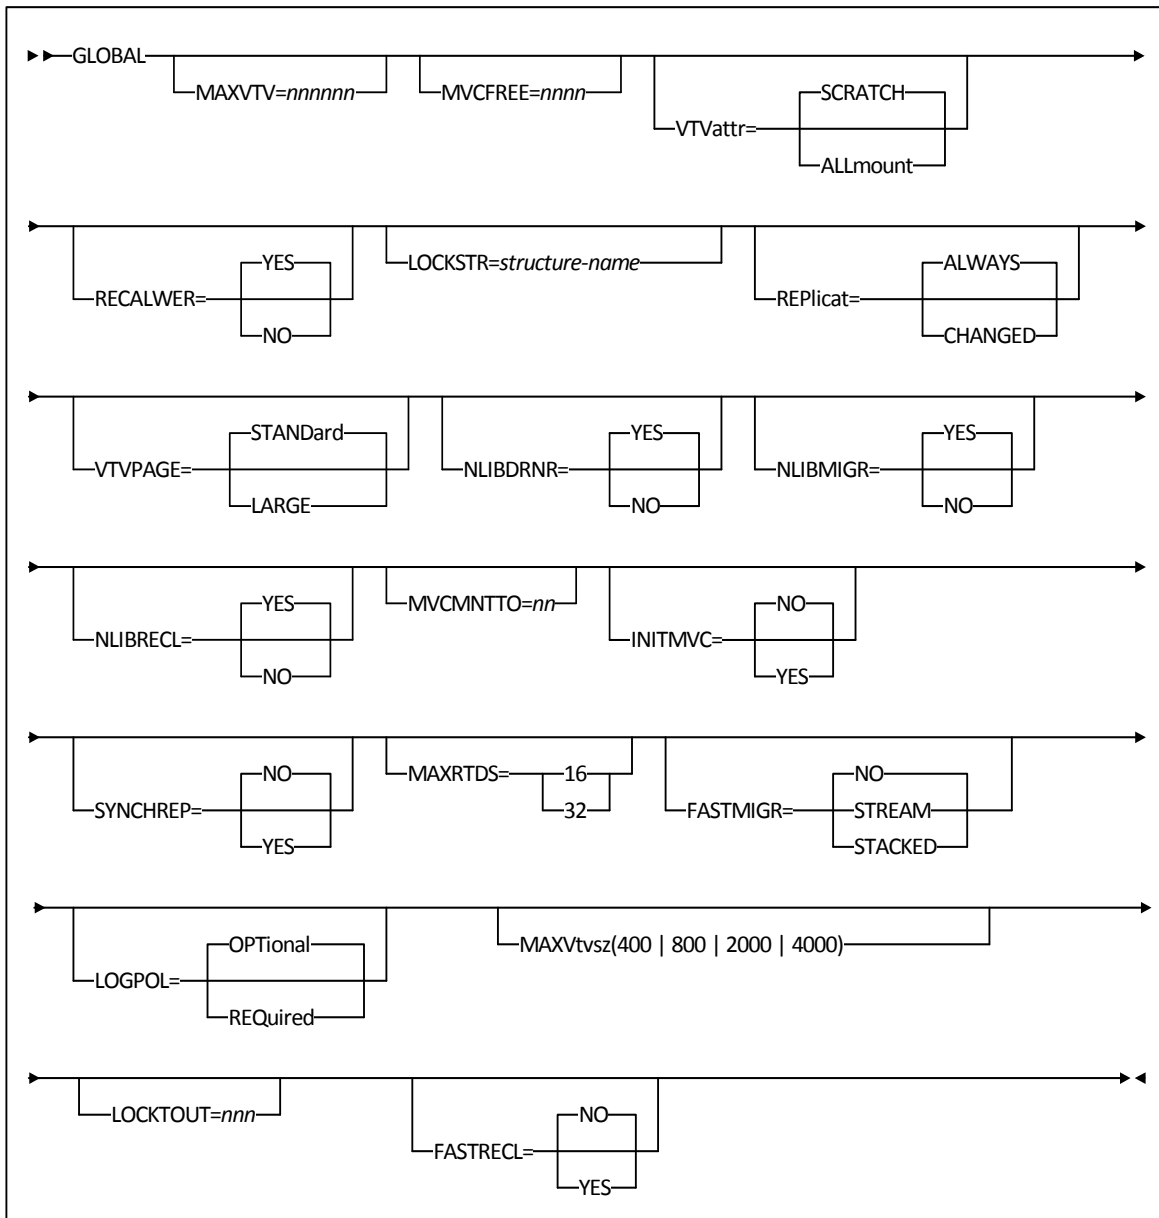 GLOBAL
MAXVTV=nnnnnn
MVCFREE=nnnn
VTVattr=
SCRATCH
ALLmount
RECALWER=
YES
NO
LOCKSTR=structure-name
REPlicat=
ALWAYS
CHANGED
VTVPAGE=
STANDard
LARGE
NLIBDRNR=
YES
NO
NLIBMIGR=
YES
NO
NLIBRECL=
YES
NO
MVCMNTTO=nn
INITMVC=
NO
YES
SYNCHREP=
NO
YES
MAXRTDS=
16
32
FASTMIGR=
NO
STREAM
STACKED
LOGPOL=
OPTional
REQuired
MAXVtvsz(400 | 800 | 2000 | 4000)
LOCKTOUT=nnn
FASTRECL=
NO
YES